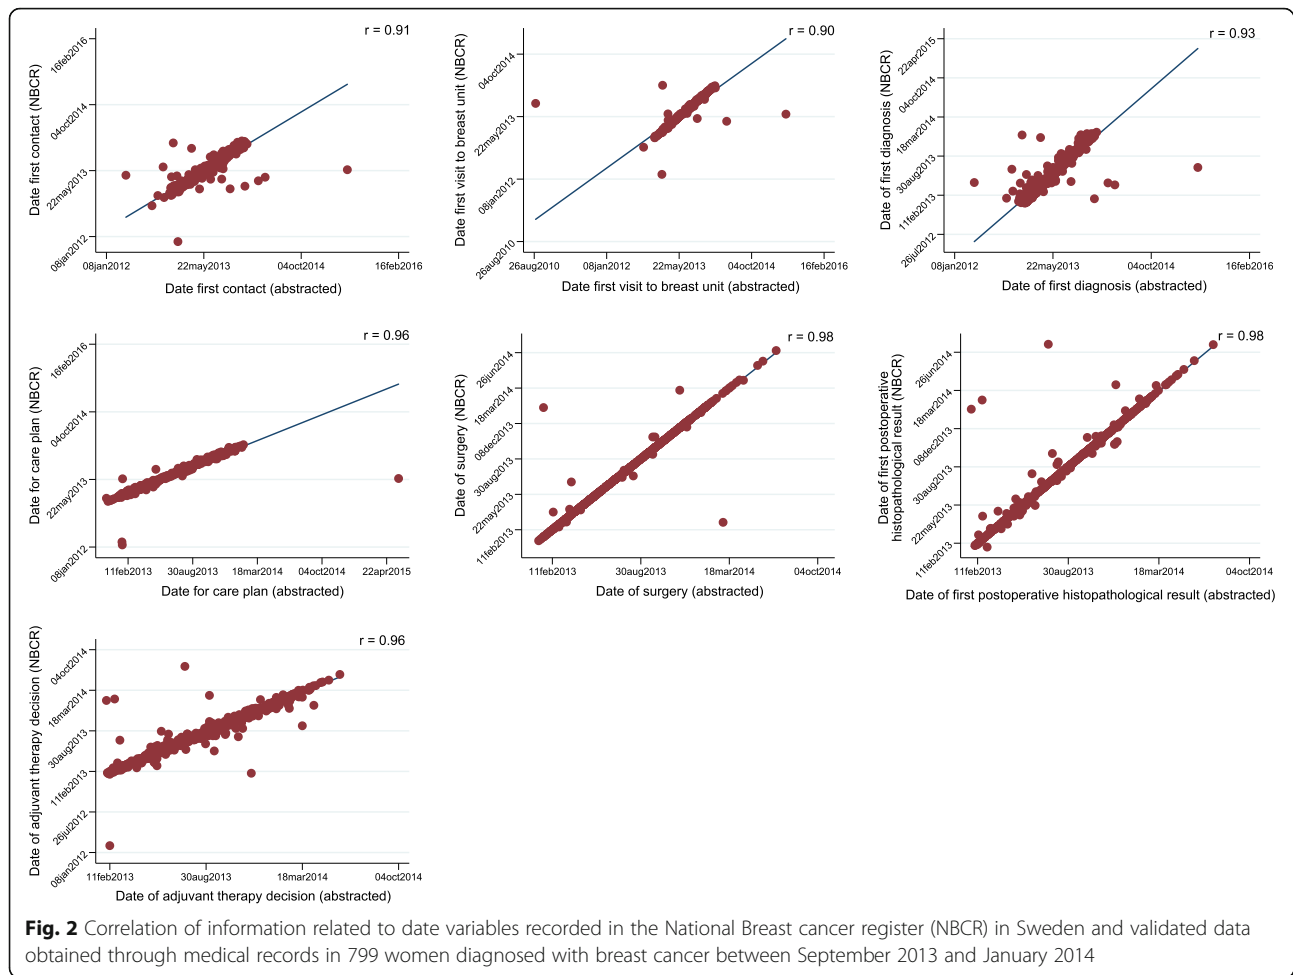 r = 0.91
Date first contact (NBCR)
16feb2016
04oct2014
22may2013
08jan2012
08jan2012 22may2013 04oct2014 16feb2016
Date first contact (abstracted)
r = 0.90
Date first visit to breast unit (NBCR)
04oct2014
22may2013
08jan2012
26aug2010
26aug2010 08jan2012 22may2013 04oct2014 16feb2016
Date first visit to breast unit (abstracted)
r = 0.93
Date of first diagnosis (NBCR)
22apr2015
04oct2014
18mar2014
30aug2013
11feb2013
26jul2012
08jan2012 22may2013 04oct2014 16feb2016
Date of first diagnosis (abstracted)
r = 0.96
Date for care plan (NBCR)
16feb2016
04oct2014
22may2013
08jan2012
11feb2013 30aug2013 18mar2014 04oct2014 22apr2015
Date for care plan (abstracted)
r = 0.98
Date of surgery (NBCR)
26jun2014
18mar2014
08dec2013
30aug2013
22may2013
11feb2013
11feb2013 30aug2013 18mar2014 04oct2014
Date of surgery (abstracted)
r = 0.98
Date of first postoperative
histopathological result (NBCR)
26jun2014
18mar2014
08dec2013
30aug2013
22may2013
11feb2013
11feb2013 30aug2013 18mar2014 04oct2014
Date of first postoperative histopathological result (abstracted)
r = 0.96
Date of adjuvant therapy decision (NBCR)
04oct2014
18mar2014
30aug2013
11feb2013
26jul2012
08jan2012
11feb2013 30aug2013 18mar2014 04oct2014
Date of adjuvant therapy decision (abstracted)
Fig. 2 Correlation of information related to date variables recorded in the National Breast cancer register (NBCR) in Sweden and validated data
obtained through medical records in 799 women diagnosed with breast cancer between September 2013 and January 2014